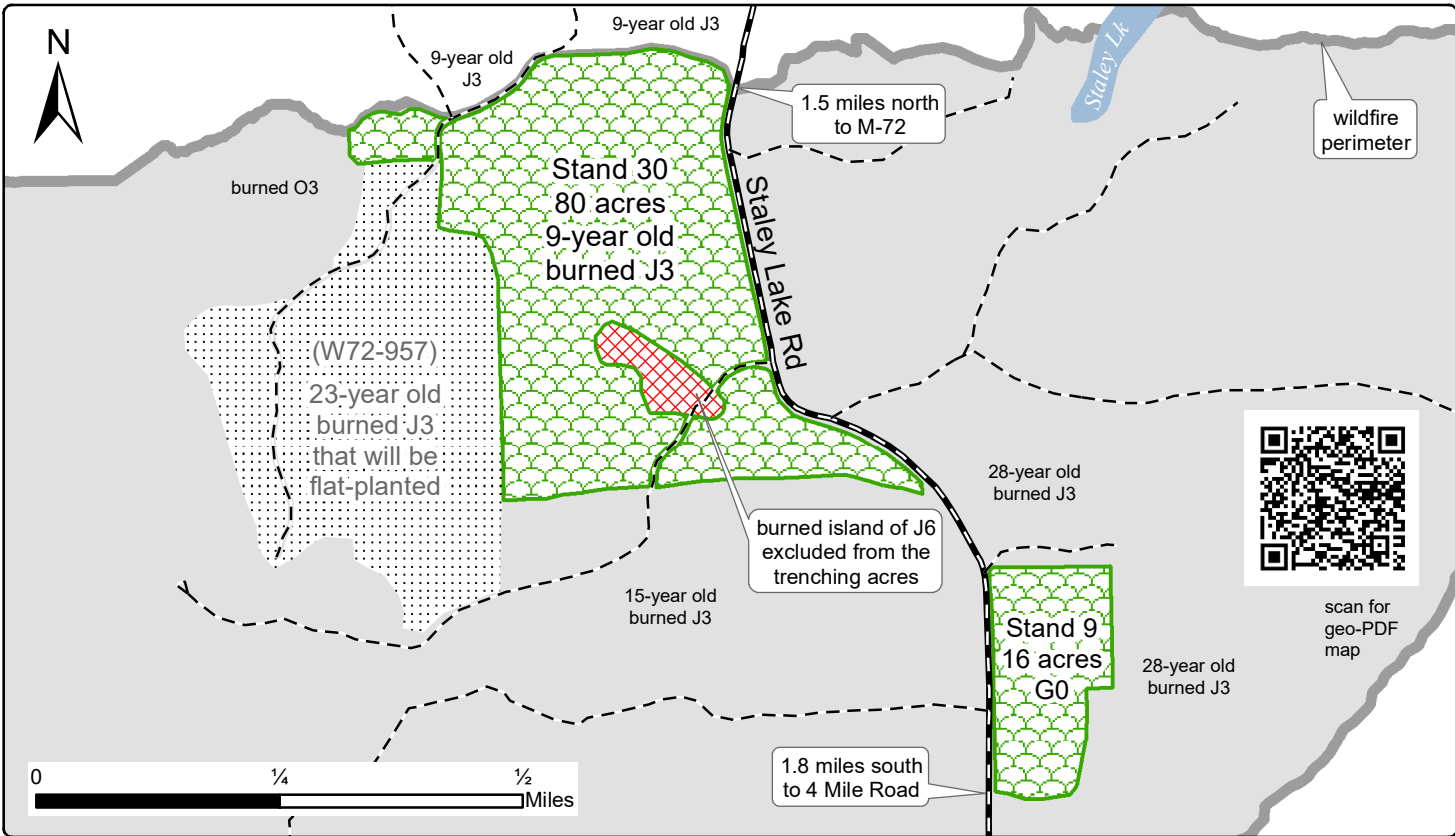 N
9-year old J3
9-year old
J3
Staley Lk
1.5 miles north
to M-72
wildfire
perimeter
burned O3
Stand 30
80 acres
9-year old
burned J3
Staley Lake Rd
(W72-957)
23-year old
burned J3
that will be
flat-planted
28-year old
burned J3
burned island of J6
excluded from the
trenching acres
15-year old
burned J3
scan for
geo-PDF
map
Stand 9
16 acres
G0
28-year old
burned J3
1.8 miles south
to 4 Mile Road
0 ¼ ½
Miles